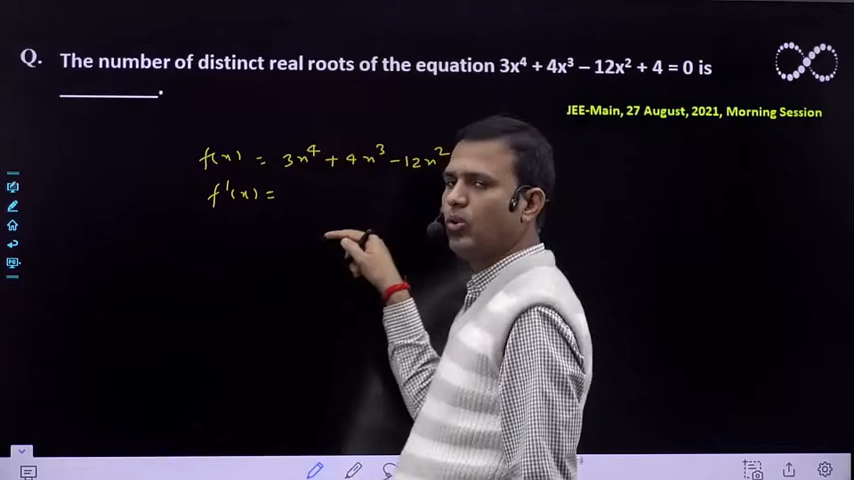 Q. The number of distinct real roots of the equation 3x⁴ + 4x³ − 12x² + 4 = 0 is
__________.
JEE-Main, 27 August, 2021, Morning Session
f(x) = 3x⁴ + 4x³ − 12x²
f'(x) =